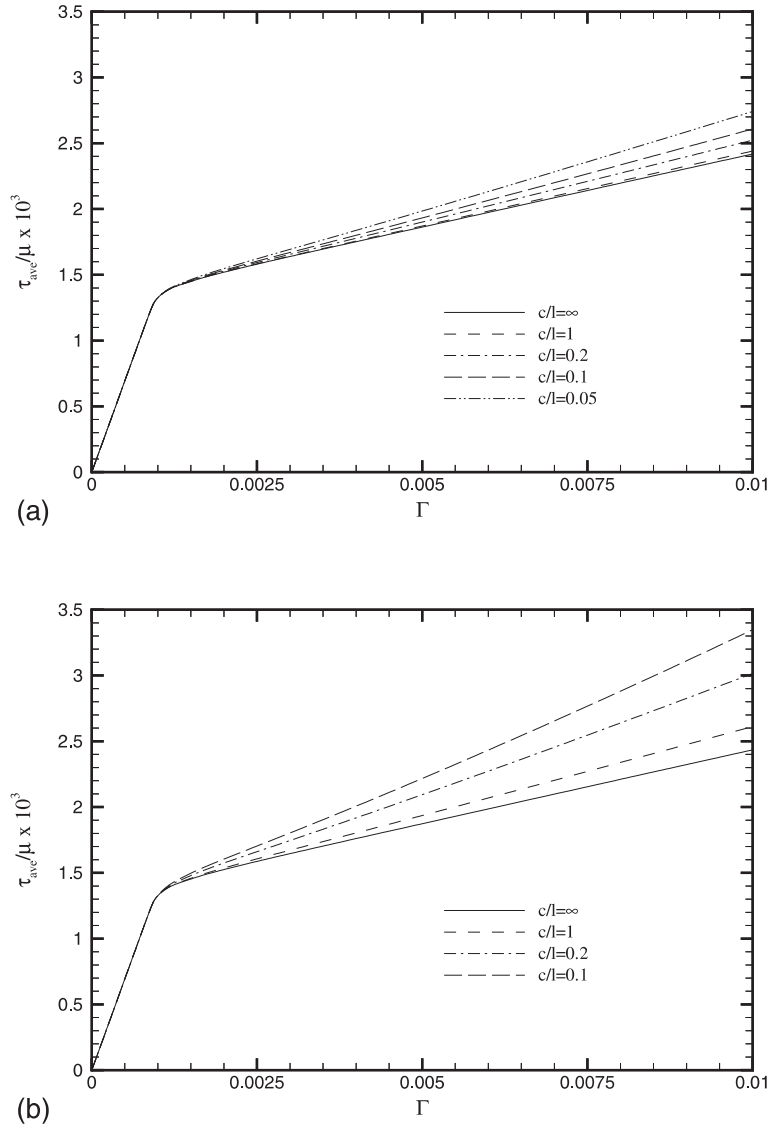 3.5
3
2.5
2
1.5
1
0.5
0
τave/μ x 10³
c/l=∞
c/l=1
c/l=0.2
c/l=0.1
c/l=0.05
0 0.0025 0.005 0.0075 0.01
Γ
(a)
3.5
3
2.5
2
1.5
1
0.5
0
τave/μ x 10³
c/l=∞
c/l=1
c/l=0.2
c/l=0.1
0 0.0025 0.005 0.0075 0.01
Γ
(b)